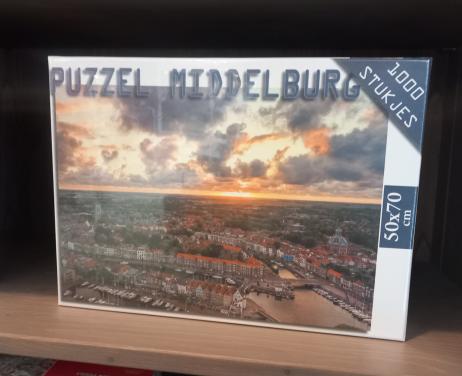 PUZZEL MIDDELBURG
1000
STUKJES
50x70
cm